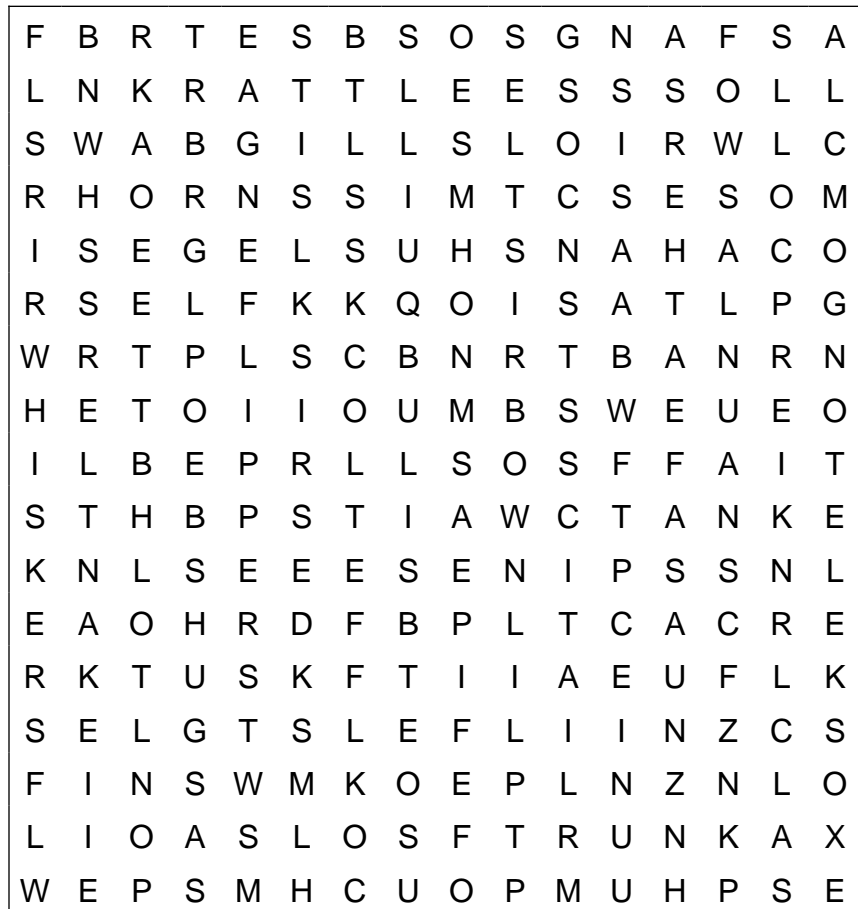 F B R T E S B S O S G N A F S A
L N K R A T T L E E S S S O L L
S W A B G I L L S L O I R W L C
R H O R N S S I M T C S E S O M
I S E G E L S U H S N A H A C O
R S E L F K K Q O I S A T L P G
W R T P L S C B N R T B A N R N
H E T O I I O U M B S W E U E O
I L B E P R L L S O S F F A I T
S T H B P S T I A W C T A N K E
K N L S E E E S E N I P S S N L
E A O H R D F B P L T C A C R E
R K T U S K F T I I A E U F L K
S E L G T S L E F L I I N Z C S
F I N S W M K O E P L N Z N L O
L I O A S L O S F T R U N K A X
W E P S M H C U O P M U H P S E